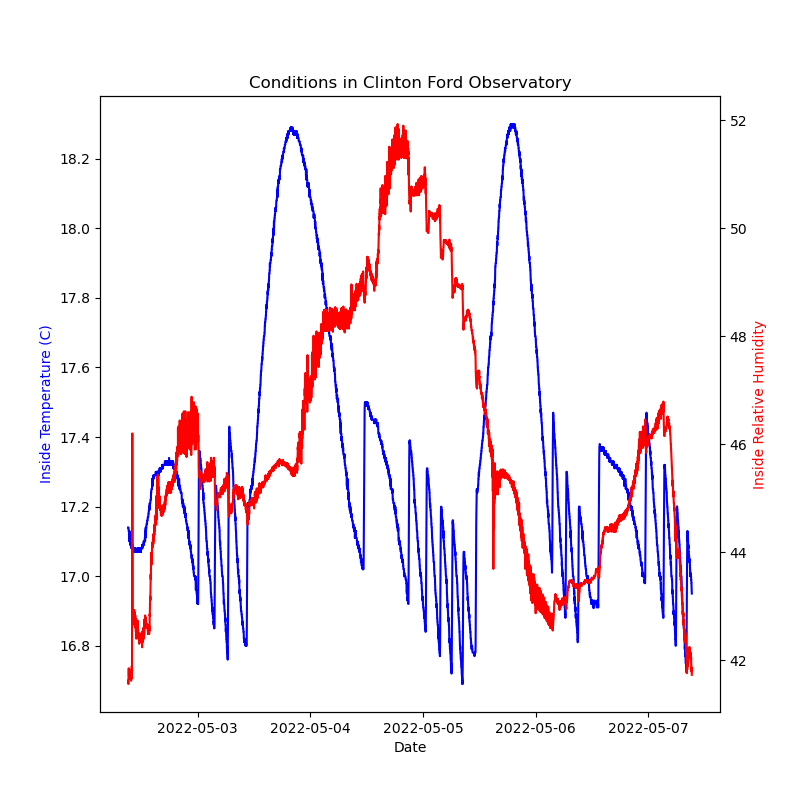 Conditions in Clinton Ford Observatory
Inside Temperature (C)
18.2
18.0
17.8
17.6
17.4
17.2
17.0
16.8
52
50
48
46
44
42
Inside Relative Humidity
2022-05-03 2022-05-04 2022-05-05 2022-05-06 2022-05-07
Date